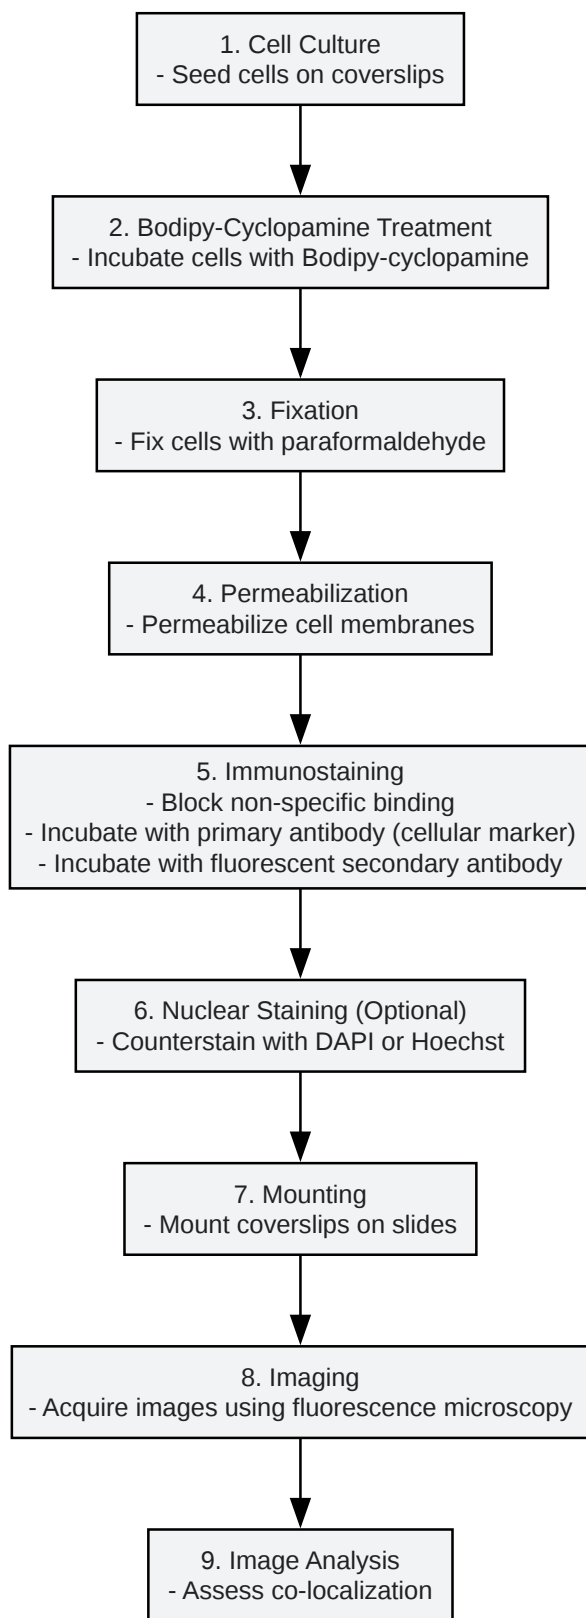 1. Cell Culture
- Seed cells on coverslips
2. Bodipy-Cyclopamine Treatment
- Incubate cells with Bodipy-cyclopamine
3. Fixation
- Fix cells with paraformaldehyde
4. Permeabilization
- Permeabilize cell membranes
5. Immunostaining
- Block non-specific binding
- Incubate with primary antibody (cellular marker)
- Incubate with fluorescent secondary antibody
6. Nuclear Staining (Optional)
- Counterstain with DAPI or Hoechst
7. Mounting
- Mount coverslips on slides
8. Imaging
- Acquire images using fluorescence microscopy
9. Image Analysis
- Assess co-localization